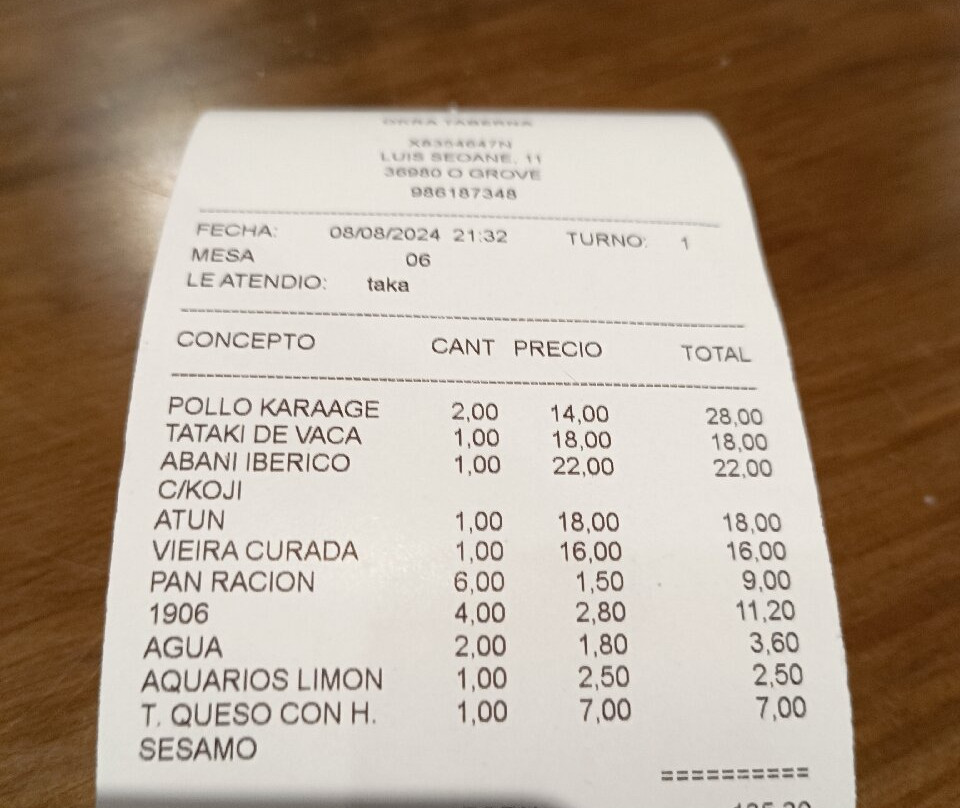 TABERNA
X6364647N
LUIS SEOANE, 11
36980 O GROVE
986187348
FECHA: 08/08/2024 21:32 TURNO: 1
MESA 06
LE ATENDIO: taka
CONCEPTO CANT PRECIO TOTAL
POLLO KARAAGE 2,00 14,00 28,00
TATAKI DE VACA 1,00 18,00 18,00
ABANI IBERICO 1,00 22,00 22,00
C/KOJI
ATUN 1,00 18,00 18,00
VIEIRA CURADA 1,00 16,00 16,00
PAN RACION 6,00 1,50 9,00
1906 4,00 2,80 11,20
AGUA 2,00 1,80 3,60
AQUARIOS LIMON 1,00 2,50 2,50
T. QUESO CON H. 1,00 7,00 7,00
SESAMO
==========